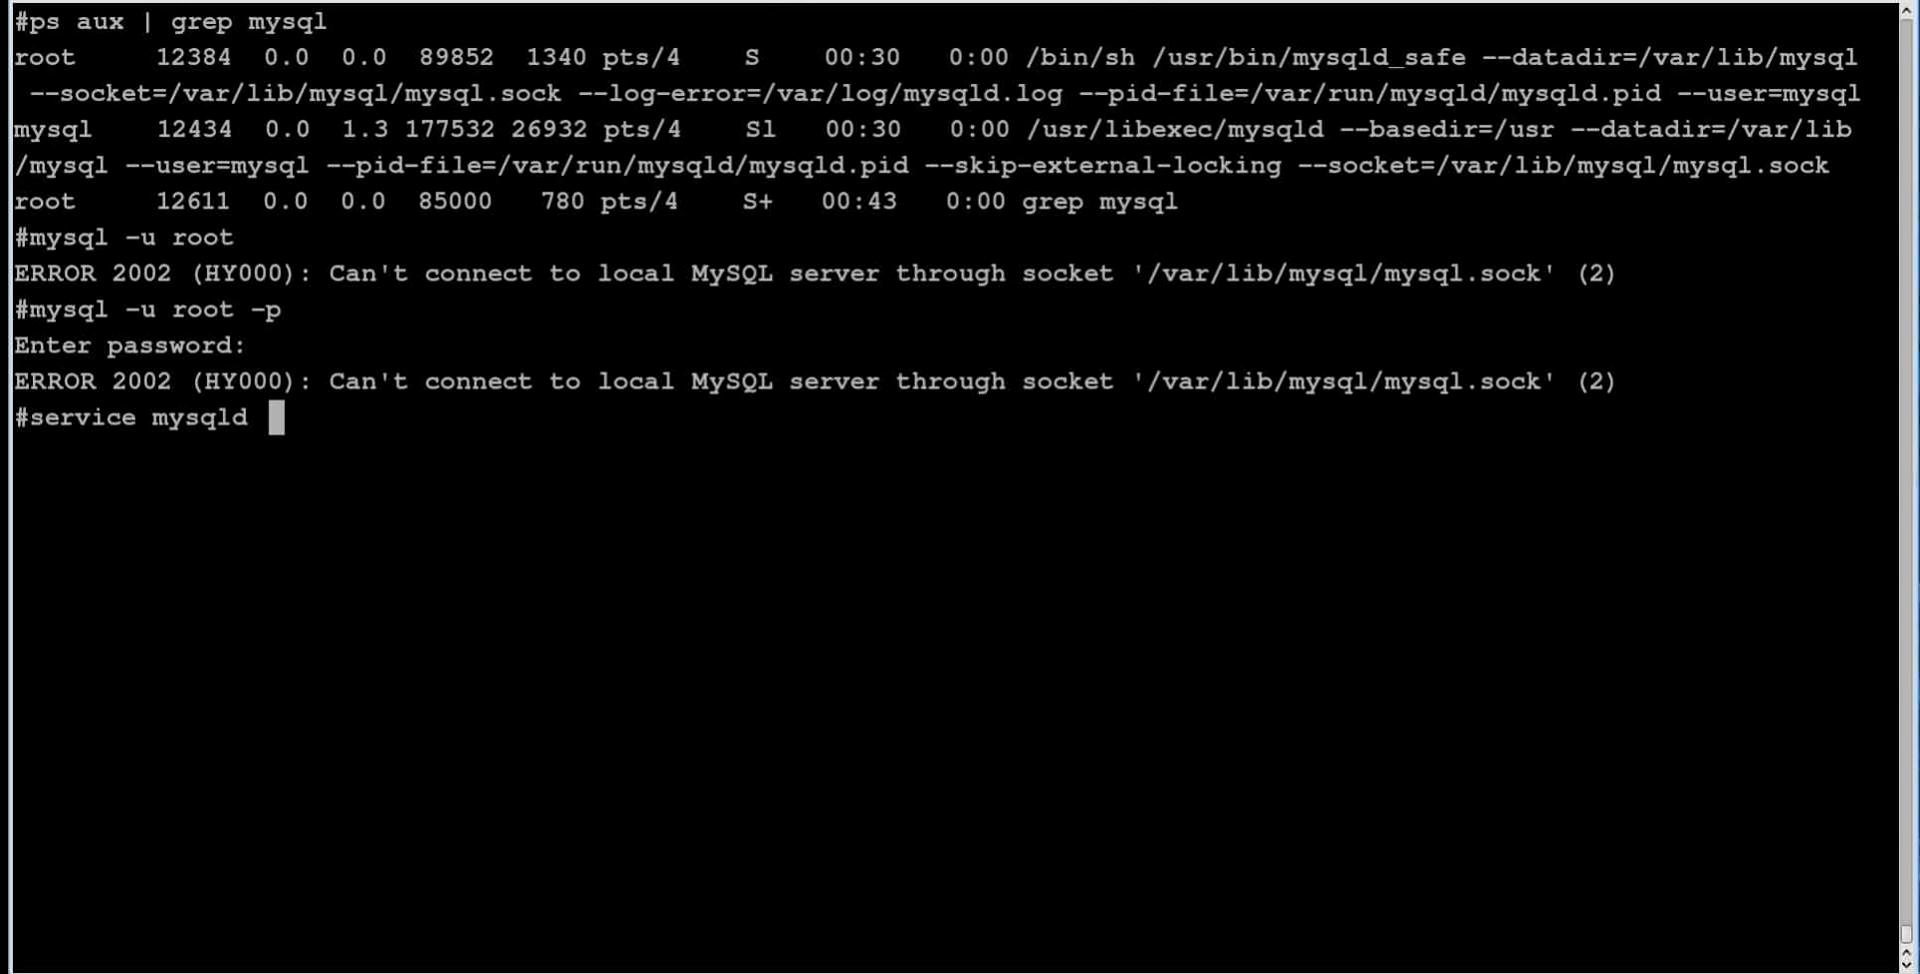 #ps aux | grep mysql
root     12384  0.0  0.0  89852  1340 pts/4    S    00:30   0:00 /bin/sh /usr/bin/mysqld_safe --datadir=/var/lib/mysql
 --socket=/var/lib/mysql/mysql.sock --log-error=/var/log/mysqld.log --pid-file=/var/run/mysqld/mysqld.pid --user=mysql
mysql    12434  0.0  1.3 177532 26932 pts/4    Sl   00:30   0:00 /usr/libexec/mysqld --basedir=/usr --datadir=/var/lib
/mysql --user=mysql --pid-file=/var/run/mysqld/mysqld.pid --skip-external-locking --socket=/var/lib/mysql/mysql.sock
root     12611  0.0  0.0  85000   780 pts/4    S+   00:43   0:00 grep mysql
#mysql -u root
ERROR 2002 (HY000): Can't connect to local MySQL server through socket '/var/lib/mysql/mysql.sock' (2)
#mysql -u root -p
Enter password:
ERROR 2002 (HY000): Can't connect to local MySQL server through socket '/var/lib/mysql/mysql.sock' (2)
#service mysqld